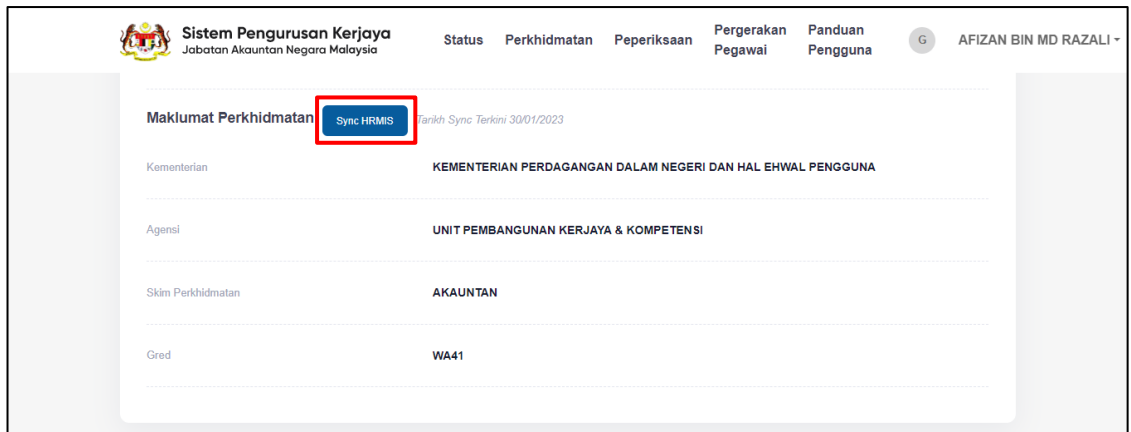 Sistem Pengurusan Kerjaya
Jabatan Akauntan Negara Malaysia
Status
Perkhidmatan
Peperiksaan
Pergerakan
Pegawai
Panduan
Pengguna
G
AFIZAN BIN MD RAZALI
Maklumat Perkhidmatan
Sync HRMIS
Tarikh Sync Terkini 30/01/2023
Kementerian
KEMENTERIAN PERDAGANGAN DALAM NEGERI DAN HAL EHWAL PENGGUNA
Agensi
UNIT PEMBANGUNAN KERJAYA & KOMPETENSI
Skim Perkhidmatan
AKAUNTAN
Gred
WA41